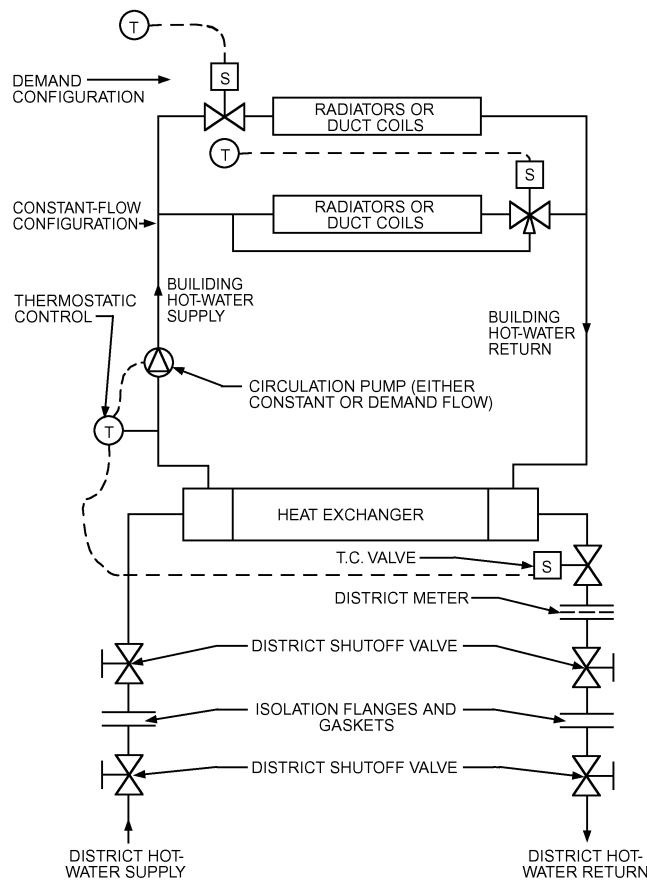 T
S
DEMAND
CONFIGURATION
RADIATORS OR
DUCT COILS
T
S
CONSTANT-FLOW
CONFIGURATION
RADIATORS OR
DUCT COILS
THERMOSTATIC
CONTROL
BUILIDING
HOT-WATER
SUPPLY
BUILDING
HOT-WATER
RETURN
CIRCULATION PUMP (EITHER
CONSTANT OR DEMAND FLOW)
T
HEAT EXCHANGER
T.C. VALVE
S
DISTRICT METER
DISTRICT SHUTOFF VALVE
ISOLATION FLANGES AND
GASKETS
DISTRICT SHUTOFF VALVE
DISTRICT HOT-
WATER SUPPLY
DISTRICT HOT-
WATER RETURN